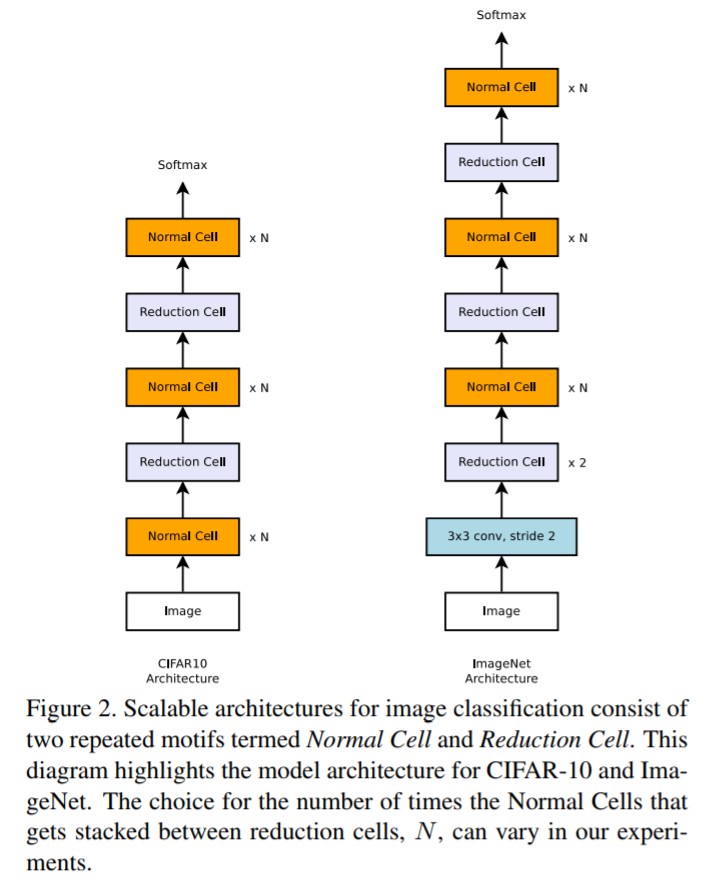 Softmax
Normal Cell x N
Reduction Cell
Softmax
Normal Cell x N
Normal Cell x N
Reduction Cell
Reduction Cell
Normal Cell x N
Normal Cell x N
Reduction Cell
Reduction Cell x 2
Normal Cell x N
3x3 conv, stride 2
Image
Image
CIFAR10
Architecture
ImageNet
Architecture
Figure 2. Scalable architectures for image classification consist of
two repeated motifs termed Normal Cell and Reduction Cell. This
diagram highlights the model architecture for CIFAR-10 and Ima-
geNet. The choice for the number of times the Normal Cells that
gets stacked between reduction cells, N, can vary in our experi-
ments.